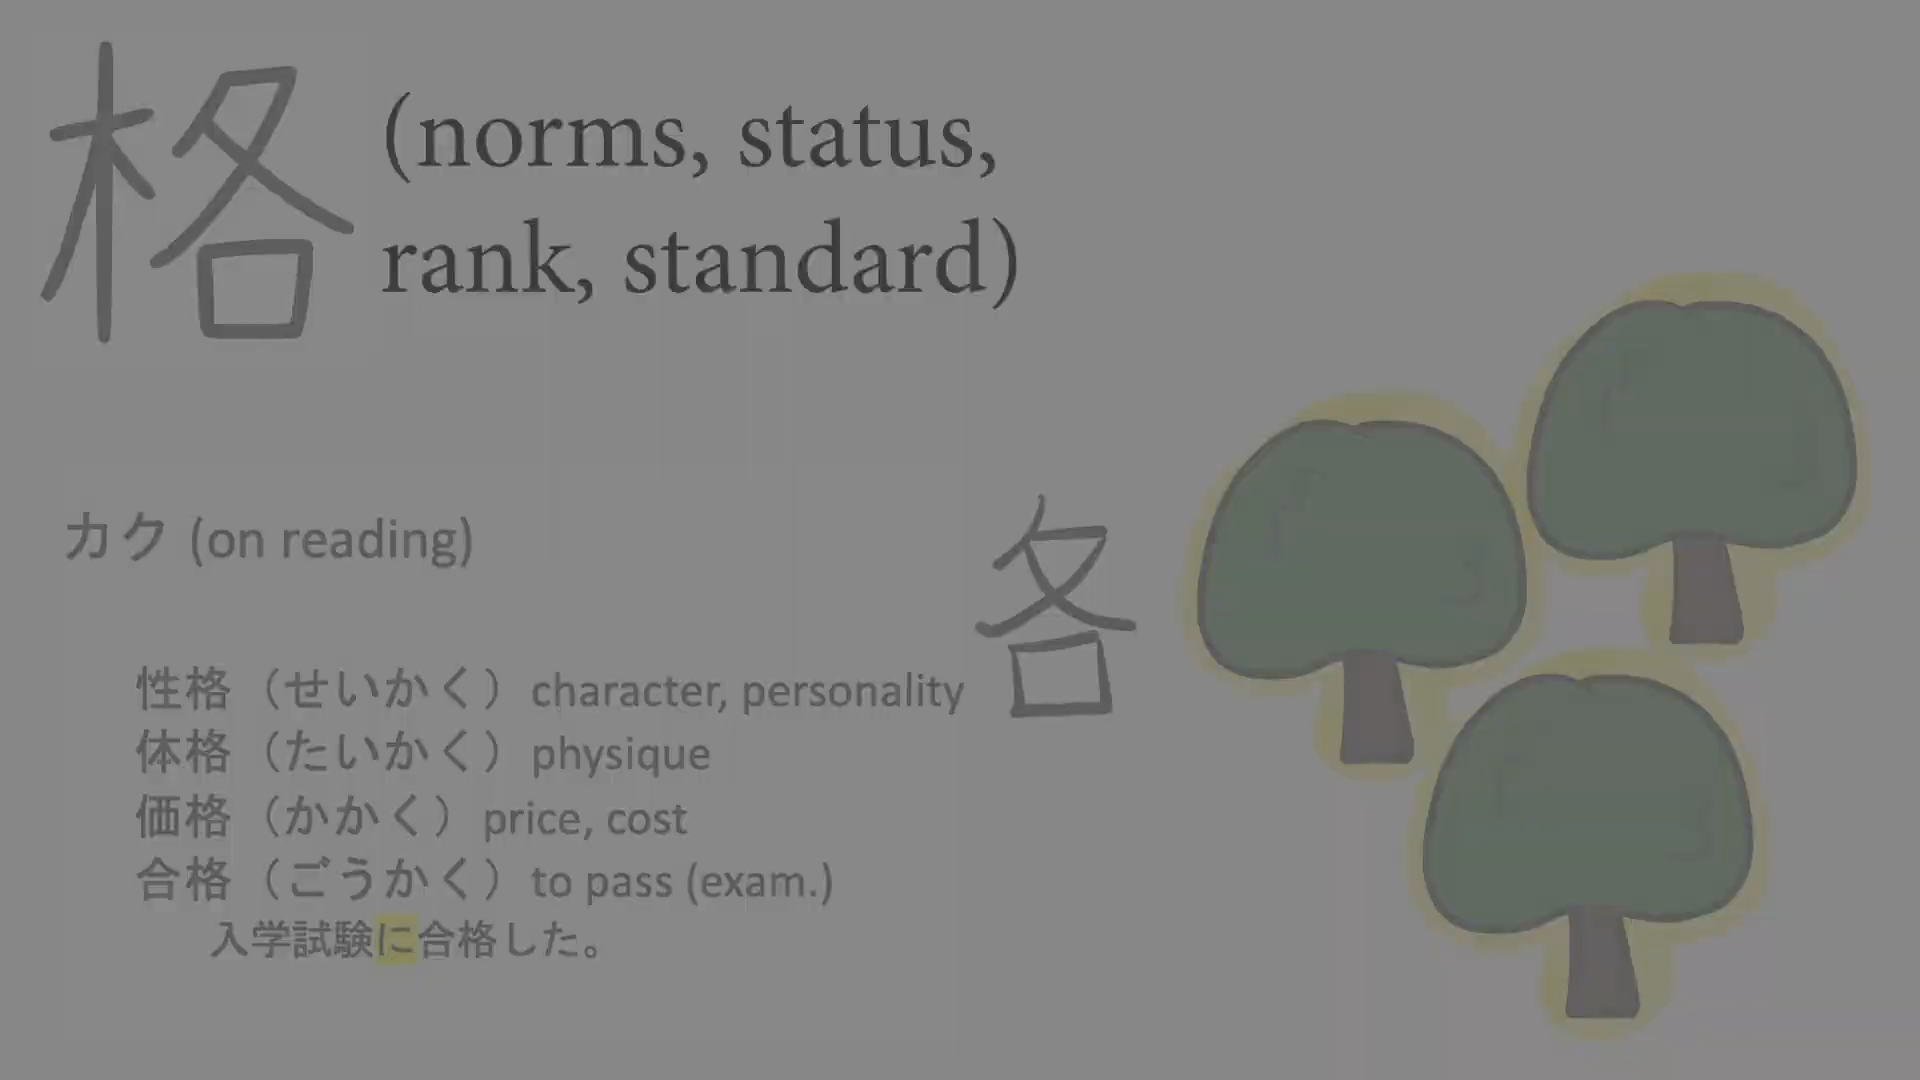 格 (norms, status,
rank, standard)
カク (on reading)
各
性格（せいかく）character, personality
体格（たいかく）physique
価格（かかく）price, cost
合格（ごうかく）to pass (exam.)
入学試験に合格した。